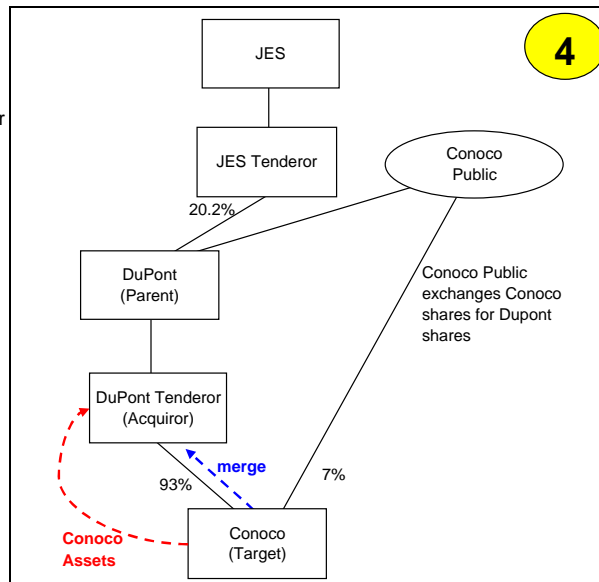 4
JES
r
JES Tenderor
Conoco
Public
20.2%
DuPont
(Parent)
Conoco Public
exchanges Conoco
shares for Dupont
shares
DuPont Tenderor
(Acquiror)
merge
93%
7%
Conoco
Assets
Conoco
(Target)